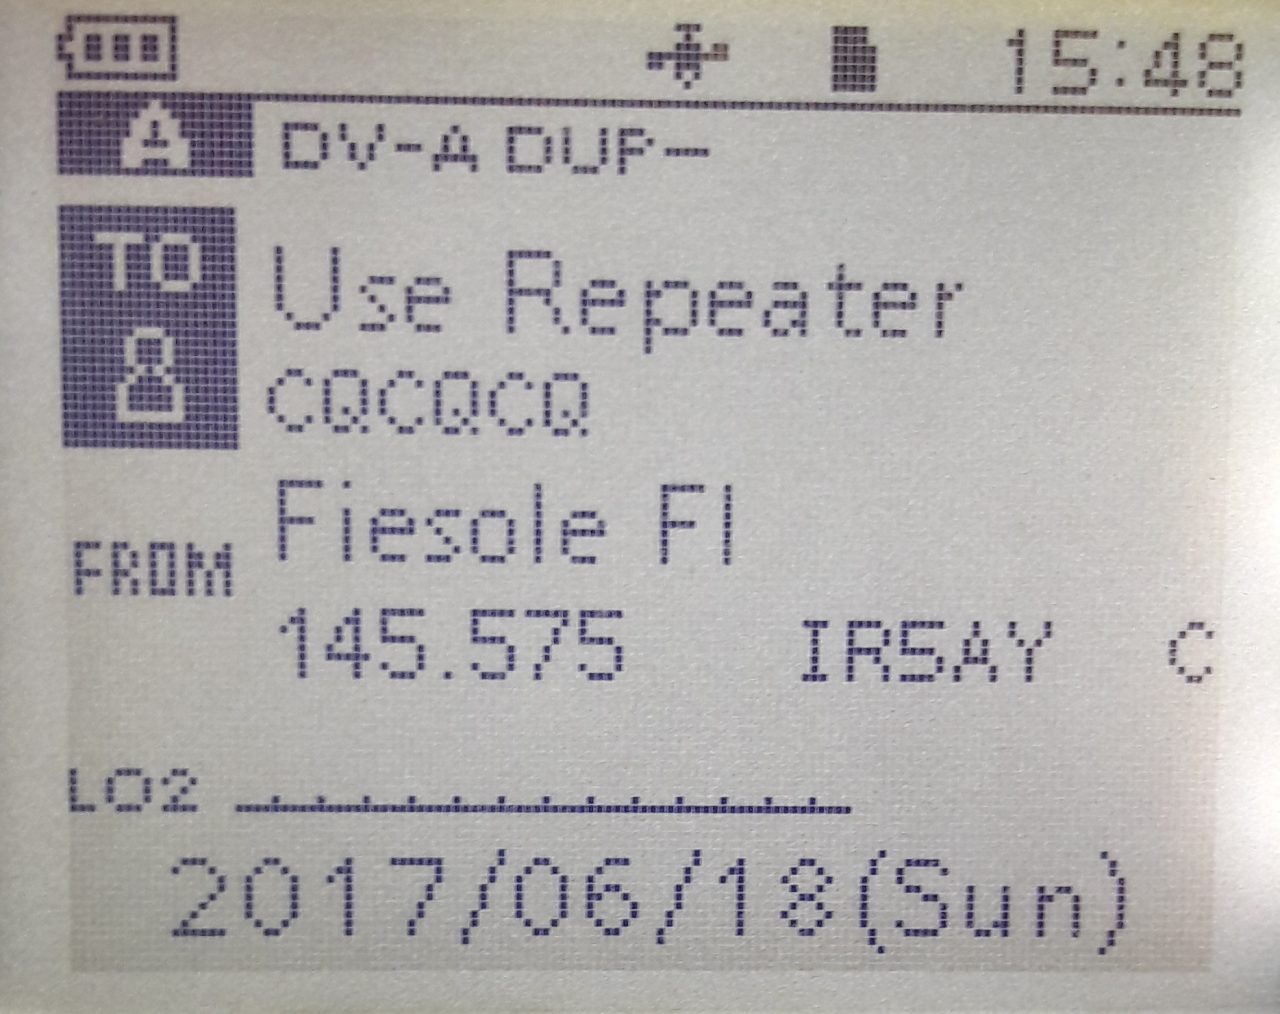 15:48
A DV-A DUP-
TO Use Repeater
CQCQCQ
FROM Fiesole FI
145.575 IR5AY C
LO2
2017/06/18(Sun)